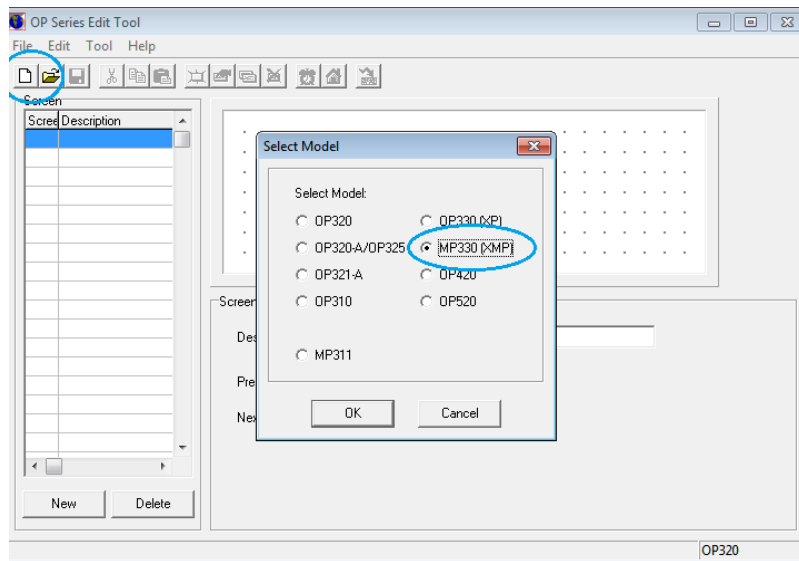 OP Series Edit Tool
File Edit Tool Help
Screen
Scree Description
Select Model
Select Model:
OP320
OP330 (XP)
OP320-A/OP325
MP330 (XMP)
OP321-A
OP420
OP310
OP520
MP311
OK
Cancel
Screen
Des
Pre
Nex
New
Delete
OP320